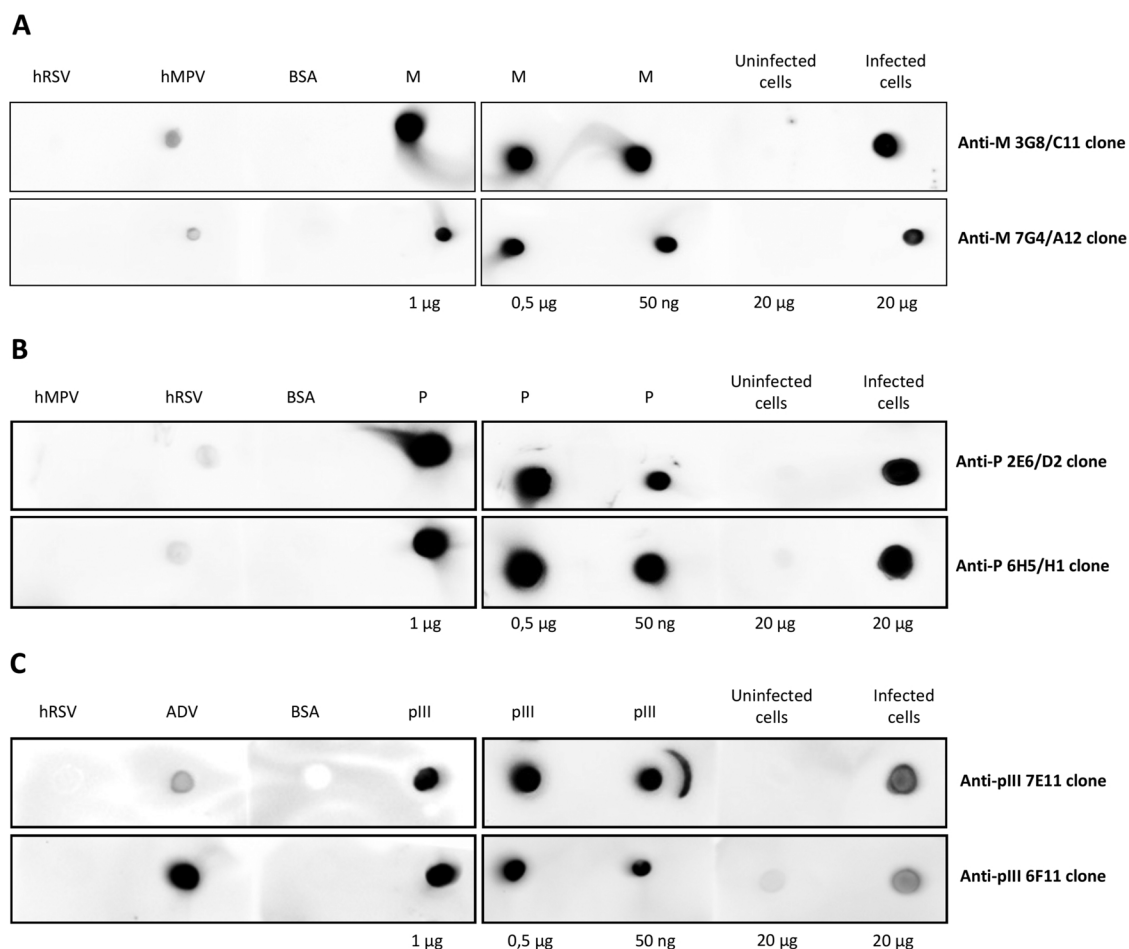 A
hRSV hMPV BSA M M M Uninfected cells Infected cells
Anti-M 3G8/C11 clone
Anti-M 7G4/A12 clone
1 µg 0,5 µg 50 ng 20 µg 20 µg
B
hMPV hRSV BSA P P P Uninfected cells Infected cells
Anti-P 2E6/D2 clone
Anti-P 6H5/H1 clone
1 µg 0,5 µg 50 ng 20 µg 20 µg
C
hRSV ADV BSA pIII pIII pIII Uninfected cells Infected cells
Anti-pIII 7E11 clone
Anti-pIII 6F11 clone
1 µg 0,5 µg 50 ng 20 µg 20 µg